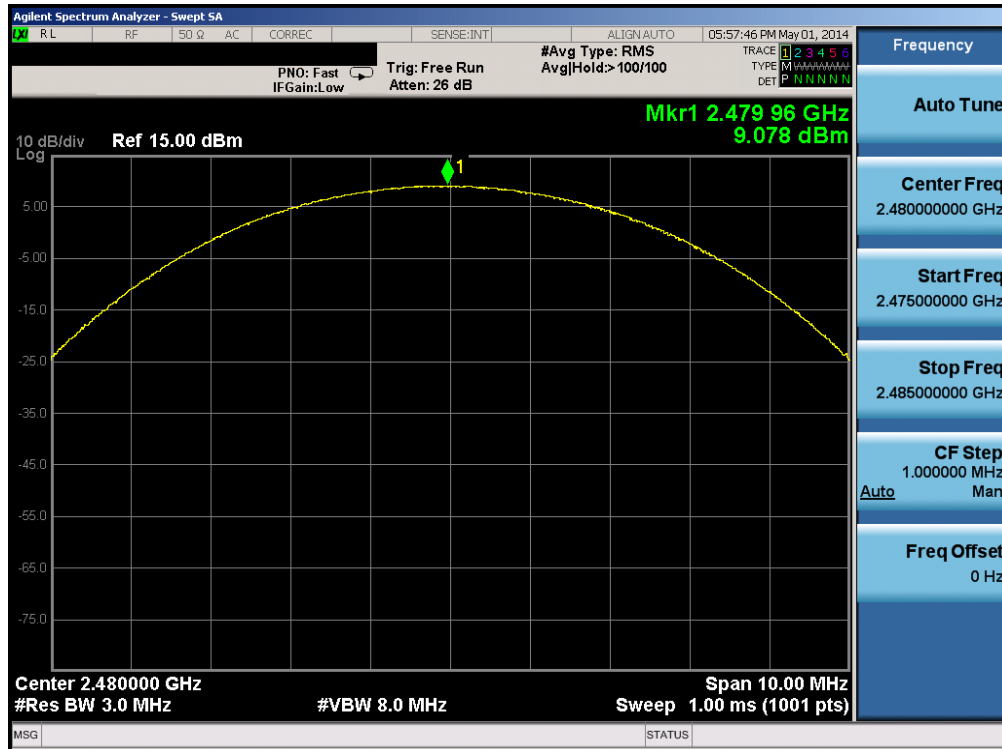 Agilent Spectrum Analyzer - Swept SA
LXI RL RF 50 Ω AC CORREC SENSE:INT ALIGN AUTO 05:57:46 PM May 01, 2014
Frequency
PNO: Fast
IFGain:Low
Trig: Free Run
Atten: 26 dB
#Avg Type: RMS
Avg|Hold:>100/100
TRACE 1 2 3 4 5 6
TYPE M WWWWW
DET P N N N N N
Auto Tune
Mkr1 2.479 96 GHz
9.078 dBm
10 dB/div Ref 15.00 dBm
Log
1
5.00
-5.00
-15.0
-25.0
-35.0
-45.0
-55.0
-65.0
-75.0
Center Freq
2.480000000 GHz
Start Freq
2.475000000 GHz
Stop Freq
2.485000000 GHz
CF Step
1.000000 MHz
Auto Man
Freq Offset
0 Hz
Center 2.480000 GHz Span 10.00 MHz
#Res BW 3.0 MHz #VBW 8.0 MHz Sweep 1.00 ms (1001 pts)
MSG STATUS